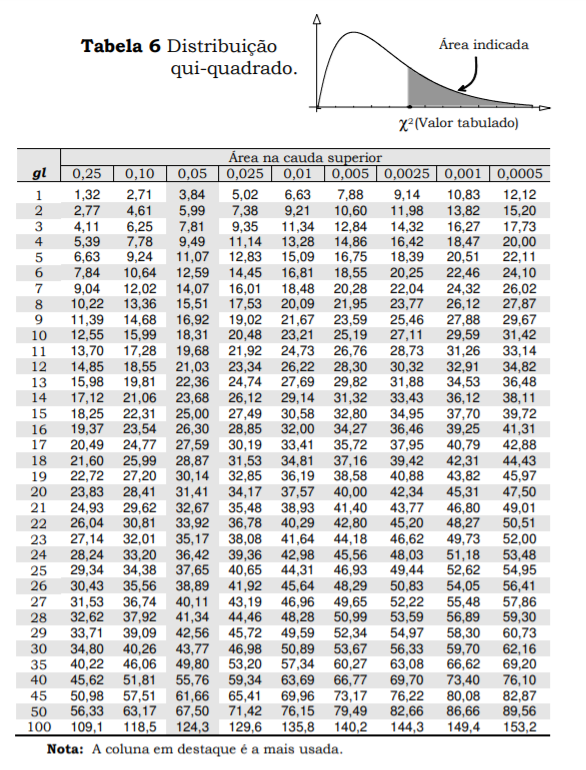 Tabela 6 Distribuição
qui-quadrado.
Área indicada
χ²(Valor tabulado)
Área na cauda superior
gl 0,25 0,10 0,05 0,025 0,01 0,005 0,0025 0,001 0,0005
1 1,32 2,71 3,84 5,02 6,63 7,88 9,14 10,83 12,12
2 2,77 4,61 5,99 7,38 9,21 10,60 11,98 13,82 15,20
3 4,11 6,25 7,81 9,35 11,34 12,84 14,32 16,27 17,73
4 5,39 7,78 9,49 11,14 13,28 14,86 16,42 18,47 20,00
5 6,63 9,24 11,07 12,83 15,09 16,75 18,39 20,51 22,11
6 7,84 10,64 12,59 14,45 16,81 18,55 20,25 22,46 24,10
7 9,04 12,02 14,07 16,01 18,48 20,28 22,04 24,32 26,02
8 10,22 13,36 15,51 17,53 20,09 21,95 23,77 26,12 27,87
9 11,39 14,68 16,92 19,02 21,67 23,59 25,46 27,88 29,67
10 12,55 15,99 18,31 20,48 23,21 25,19 27,11 29,59 31,42
11 13,70 17,28 19,68 21,92 24,73 26,76 28,73 31,26 33,14
12 14,85 18,55 21,03 23,34 26,22 28,30 30,32 32,91 34,82
13 15,98 19,81 22,36 24,74 27,69 29,82 31,88 34,53 36,48
14 17,12 21,06 23,68 26,12 29,14 31,32 33,43 36,12 38,11
15 18,25 22,31 25,00 27,49 30,58 32,80 34,95 37,70 39,72
16 19,37 23,54 26,30 28,85 32,00 34,27 36,46 39,25 41,31
17 20,49 24,77 27,59 30,19 33,41 35,72 37,95 40,79 42,88
18 21,60 25,99 28,87 31,53 34,81 37,16 39,42 42,31 44,43
19 22,72 27,20 30,14 32,85 36,19 38,58 40,88 43,82 45,97
20 23,83 28,41 31,41 34,17 37,57 40,00 42,34 45,31 47,50
21 24,93 29,62 32,67 35,48 38,93 41,40 43,77 46,80 49,01
22 26,04 30,81 33,92 36,78 40,29 42,80 45,20 48,27 50,51
23 27,14 32,01 35,17 38,08 41,64 44,18 46,62 49,73 52,00
24 28,24 33,20 36,42 39,36 42,98 45,56 48,03 51,18 53,48
25 29,34 34,38 37,65 40,65 44,31 46,93 49,44 52,62 54,95
26 30,43 35,56 38,89 41,92 45,64 48,29 50,83 54,05 56,41
27 31,53 36,74 40,11 43,19 46,96 49,65 52,22 55,48 57,86
28 32,62 37,92 41,34 44,46 48,28 50,99 53,59 56,89 59,30
29 33,71 39,09 42,56 45,72 49,59 52,34 54,97 58,30 60,73
30 34,80 40,26 43,77 46,98 50,89 53,67 56,33 59,70 62,16
35 40,22 46,06 49,80 53,20 57,34 60,27 63,08 66,62 69,20
40 45,62 51,81 55,76 59,34 63,69 66,77 69,70 73,40 76,10
45 50,98 57,51 61,66 65,41 69,96 73,17 76,22 80,08 82,87
50 56,33 63,17 67,50 71,42 76,15 79,49 82,66 86,66 89,56
100 109,1 118,5 124,3 129,6 135,8 140,2 144,3 149,4 153,2
Nota: A coluna em destaque é a mais usada.